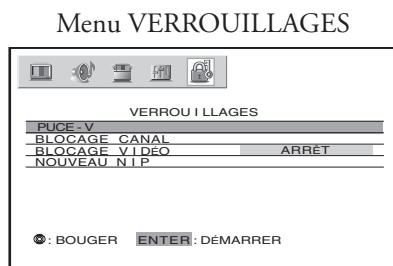 Menu VERROUILLAGES
VERROUILLAGES
PUCE-V
BLOCAGE CANAL
BLOCAGE VIDÉO ARRÊT
NOUVEAU NIP
: BOUGER ENTER : DÉMARRER